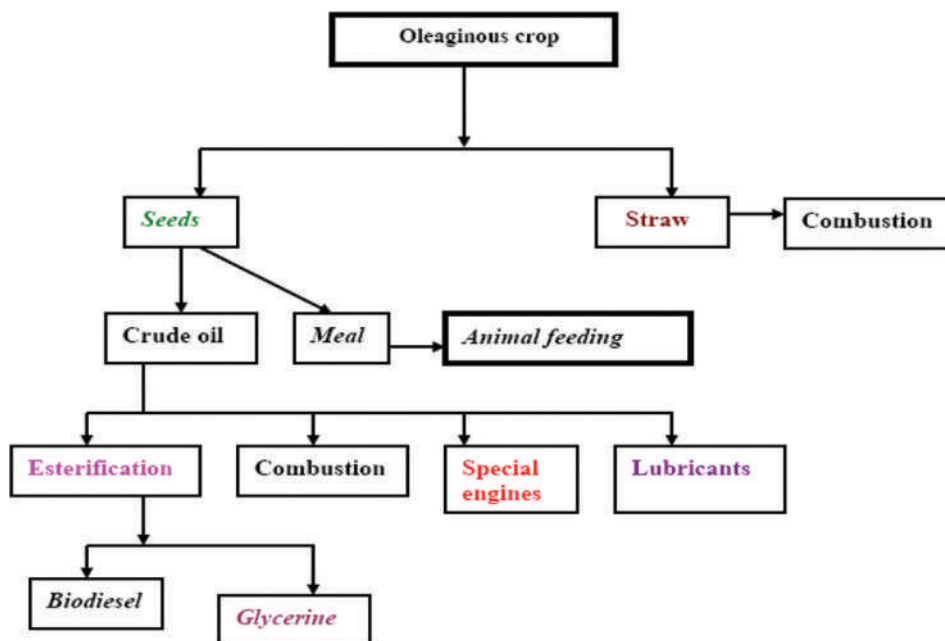 Oleaginous crop
Seeds
Straw
Combustion
Crude oil
Meal
Animal feeding
Esterification
Combustion
Special
engines
Lubricants
Biodiesel
Glycerine